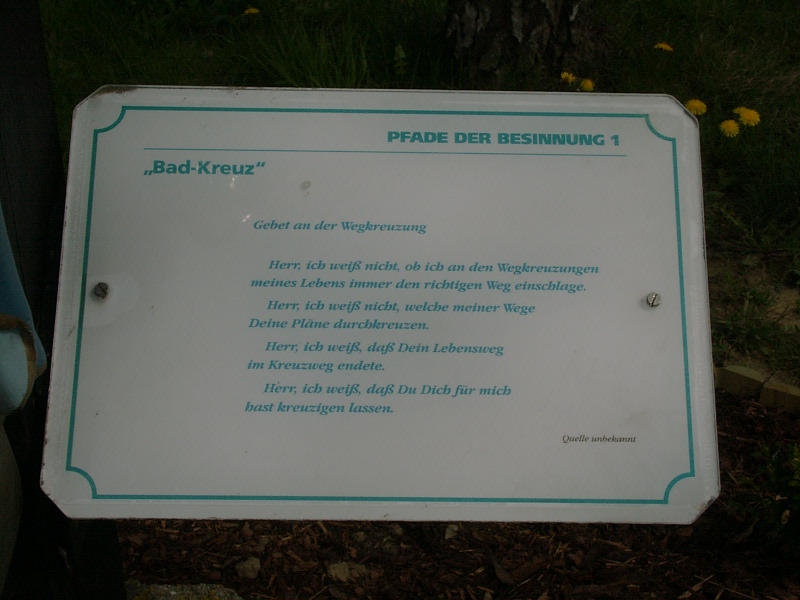 PFADE DER BESINNUNG 1
„Bad-Kreuz“
Gebet an der Wegkreuzung
Herr, ich weiß nicht, ob ich an den Wegkreuzungen
meines Lebens immer den richtigen Weg einschlage.
Herr, ich weiß nicht, welche meiner Wege
Deine Pläne durchkreuzen.
Herr, ich weiß, daß Dein Lebensweg
im Kreuzweg endete.
Herr, ich weiß, daß Du Dich für mich
hast kreuzigen lassen.
Quelle unbekannt